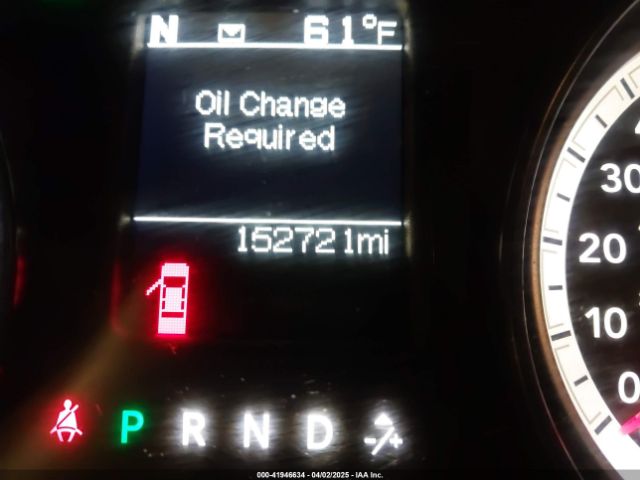 N 61°F
Oil Change
Required
152721mi
30
20
10
0
P R N D -/+
000-41946634 - 04/02/2025 - IAA Inc.